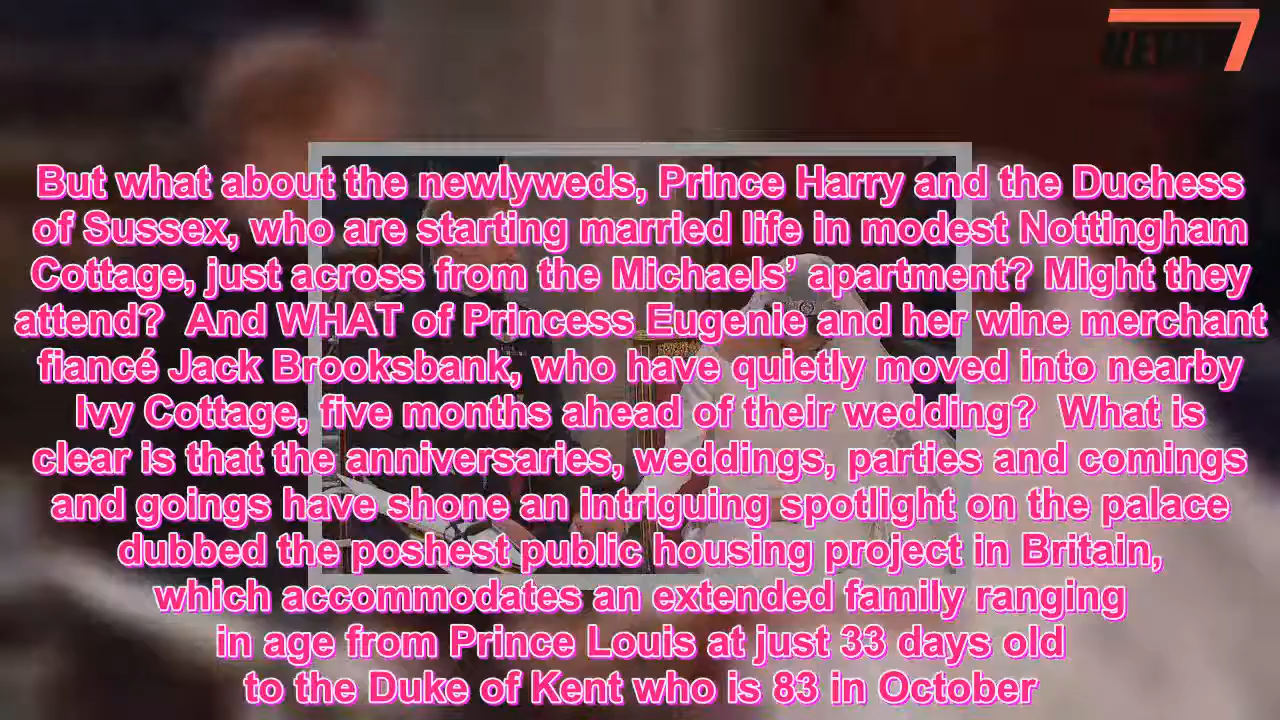 NEWS 7
But what about the newlyweds, Prince Harry and the Duchess
of Sussex, who are starting married life in modest Nottingham
Cottage, just across from the Michaels’ apartment? Might they
attend?  And WHAT of Princess Eugenie and her wine merchant
fiancé Jack Brooksbank, who have quietly moved into nearby
Ivy Cottage, five months ahead of their wedding?  What is
clear is that the anniversaries, weddings, parties and comings
and goings have shone an intriguing spotlight on the palace
dubbed the poshest public housing project in Britain,
which accommodates an extended family ranging
in age from Prince Louis at just 33 days old
to the Duke of Kent who is 83 in October